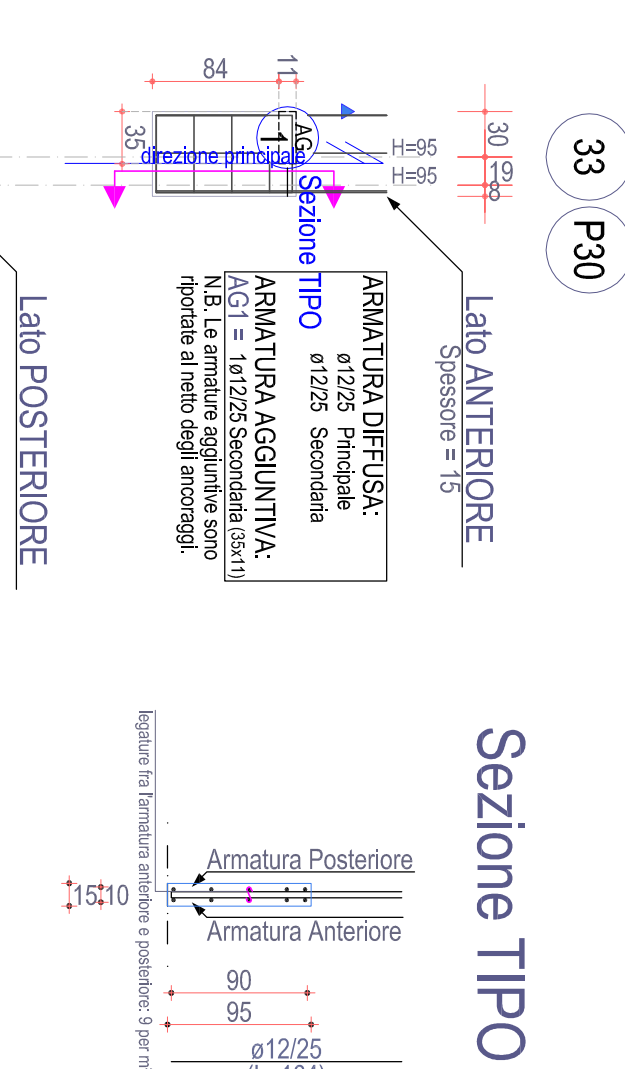 33
P30
84
11
35
30
19
8
H=95
H=95
AG
1
direzione principale
Sezione TIPO
Lato ANTERIORE
Spessore = 15
ARMATURA DIFFUSA:
ø12/25 Principale
ø12/25 Secondaria
ARMATURA AGGIUNTIVA:
AG1 = 1ø12/25 Secondaria (35x11)
N.B. Le armature aggiuntive sono
riportate al netto degli ancoraggi.
Lato POSTERIORE
Sezione TIPO
Armatura Posteriore
Armatura Anteriore
15
10
legature fra l'armatura anteriore e posteriore: 9 per
90
95
ø12/25